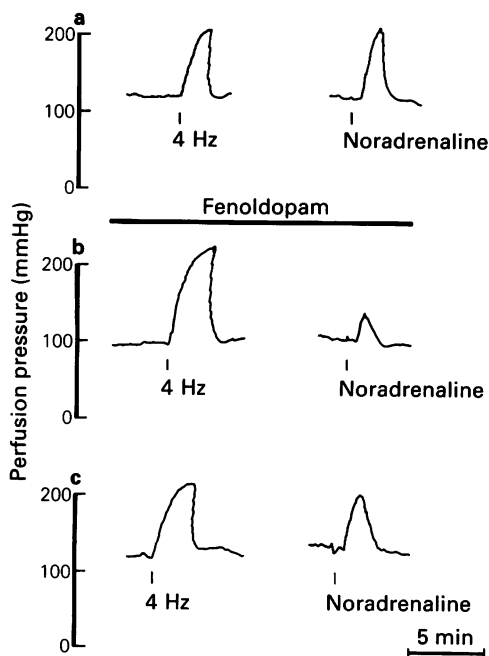 a
200
100
0
4 Hz
Noradrenaline
Fenoldopam
Perfusion pressure (mmHg)
b
200
100
0
4 Hz
Noradrenaline
c
200
100
0
4 Hz
Noradrenaline
5 min